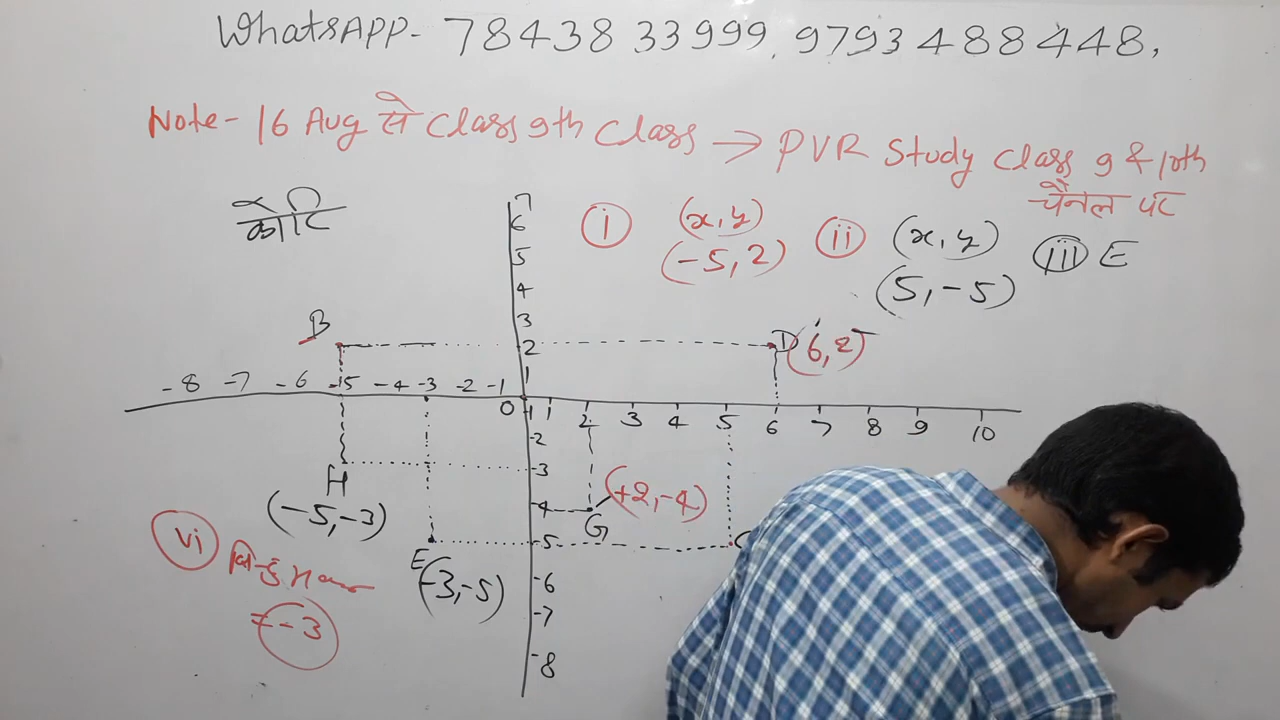 WhatsAPP- 78438 33999, 9793488448,
Note- 16 Aug से Class 9th Class → PVR Study Class 9 & 10th
चैनल पर
कोटि
i (x, y) ii (x, y) iii E
(-5, 2) (5, -5)
7
6
5
4
3
2
1
B D (6, 2)
-8 -7 -6 -5 -4 -3 -2 -1 0 1 2 3 4 5 6 7 8 9 10
-1
-2
-3
-4
-5
-6
-7
-8
H
(-5, -3)
G (+2, -4)
E (-3, -5) C
vi
= -3